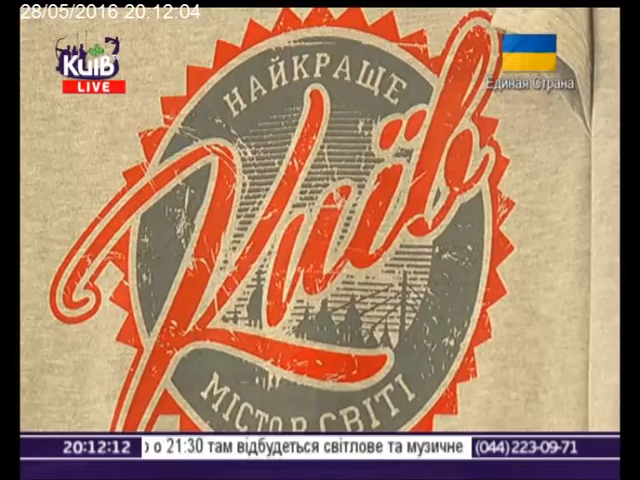 28/05/2016 20:12:04
Київ
LIVE
Единая Страна
НАЙКРАЩЕ
Київ
МІСТО В СВІТІ
20:12:12
о 21:30 там відбудеться світлове та музичне
(044)223-09-71